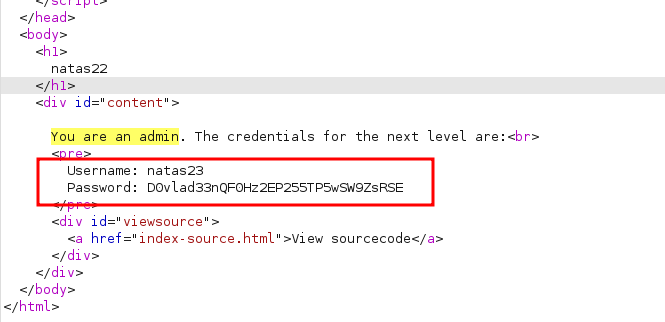 </script>
</head>
<body>
<h1>
natas22
</h1>
<div id="content">
You are an admin. The credentials for the next level are:<br>
<pre>
Username: natas23
Password: D0vlad33nQF0Hz2EP255TP5wSW9ZsRSE
</pre>
<div id="viewsource">
<a href="index-source.html">View sourcecode</a>
</div>
</div>
</body>
</html>